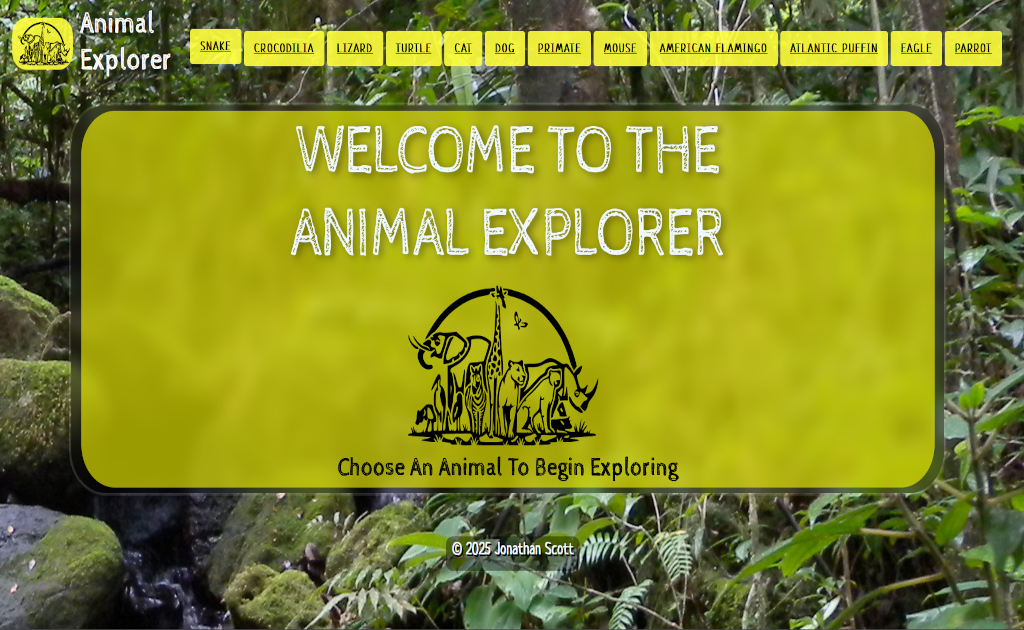 Animal
Explorer
SNAKE
CROCODILIA
LIZARD
TURTLE
CAT
DOG
PRIMATE
MOUSE
AMERICAN FLAMINGO
ATLANTIC PUFFIN
EAGLE
PARROT
WELCOME TO THE
ANIMAL EXPLORER
Choose An Animal To Begin Exploring
© 2025 Jonathan Scott